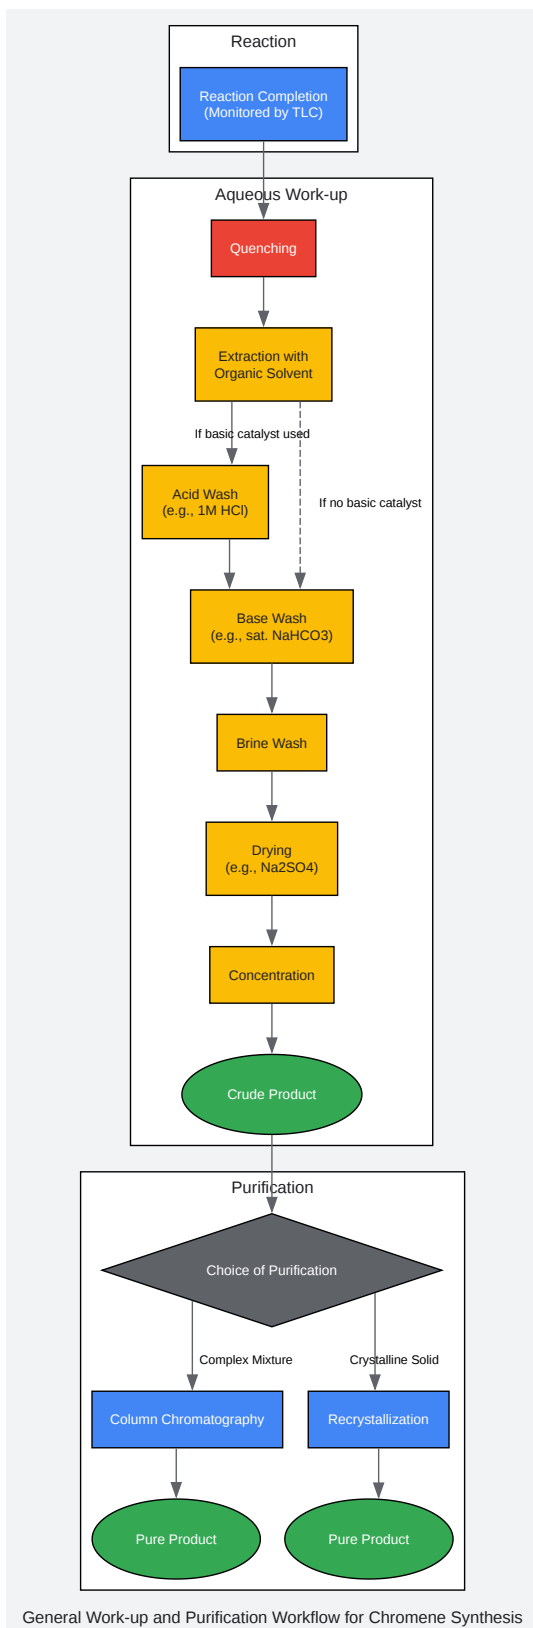 Reaction
Reaction Completion
(Monitored by TLC)
Aqueous Work-up
Quenching
Extraction with
Organic Solvent
If basic catalyst used
Acid Wash
(e.g., 1M HCl)
If no basic catalyst
Base Wash
(e.g., sat. NaHCO3)
Brine Wash
Drying
(e.g., Na2SO4)
Concentration
Crude Product
Purification
Choice of Purification
Complex Mixture
Crystalline Solid
Column Chromatography
Recrystallization
Pure Product
Pure Product
General Work-up and Purification Workflow for Chromene Synthesis